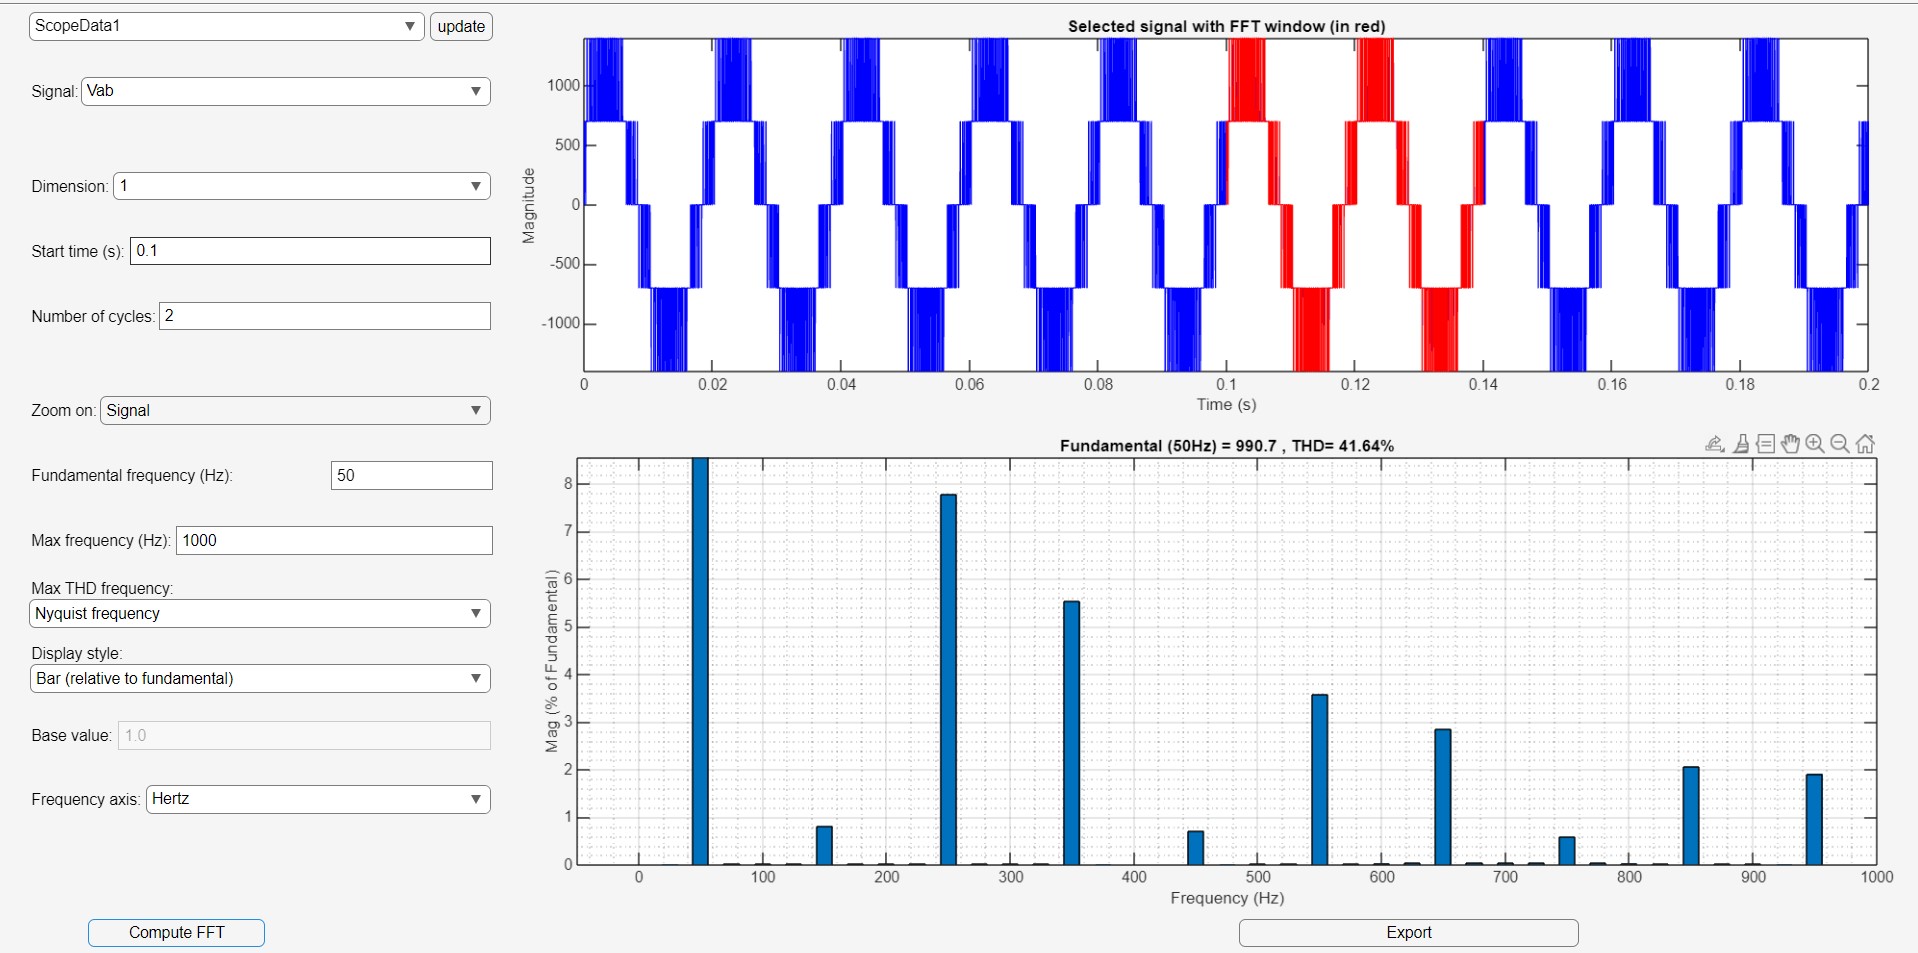 ScopeData1
update
Signal: Vab
Dimension: 1
Start time (s): 0.1
Number of cycles: 2
Zoom on: Signal
Fundamental frequency (Hz): 50
Max frequency (Hz): 1000
Max THD frequency:
Nyquist frequency
Display style:
Bar (relative to fundamental)
Base value: 1.0
Frequency axis: Hertz
Compute FFT
Selected signal with FFT window (in red)
Magnitude
1000
500
0
-500
-1000
0 0.02 0.04 0.06 0.08 0.1 0.12 0.14 0.16 0.18 0.2
Time (s)
Fundamental (50Hz) = 990.7 , THD= 41.64%
Mag (% of Fundamental)
8
7
6
5
4
3
2
1
0
0 100 200 300 400 500 600 700 800 900 1000
Frequency (Hz)
Export